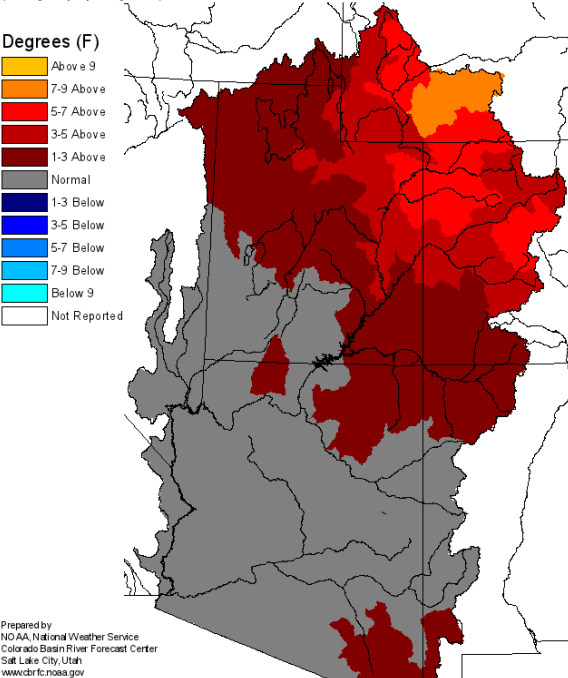 Degrees (F)
Above 9
7-9 Above
5-7 Above
3-5 Above
1-3 Above
Normal
1-3 Below
3-5 Below
5-7 Below
7-9 Below
Below 9
Not Reported
Prepared by
NOAA, National Weather Service
Colorado Basin River Forecast Center
Salt Lake City, Utah
www.cbrfc.noaa.gov